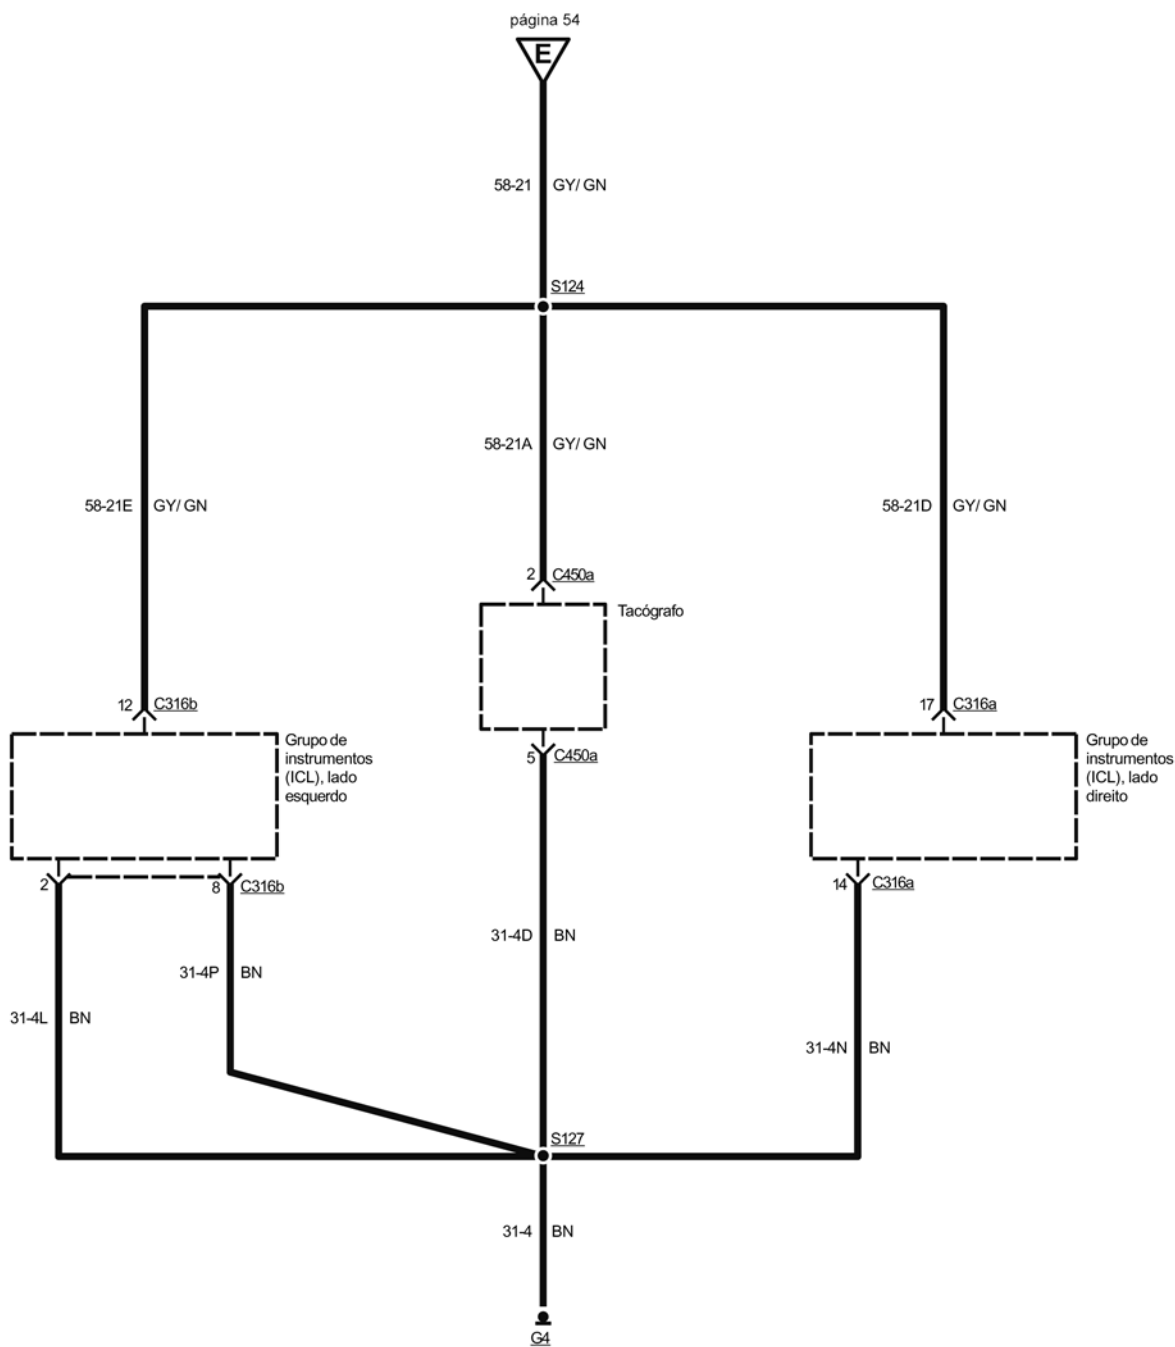 página 54
E
58-21 GY/ GN
S124
58-21A GY/ GN
58-21E GY/ GN
58-21D GY/ GN
2 C450a
Tacógrafo
12 C316b
17 C316a
Grupo de
instrumentos
(ICL), lado
esquerdo
5 C450a
Grupo de
instrumentos
(ICL), lado
direito
2
8 C316b
14 C316a
31-4D BN
31-4P BN
31-4L BN
31-4N BN
S127
31-4 BN
G4